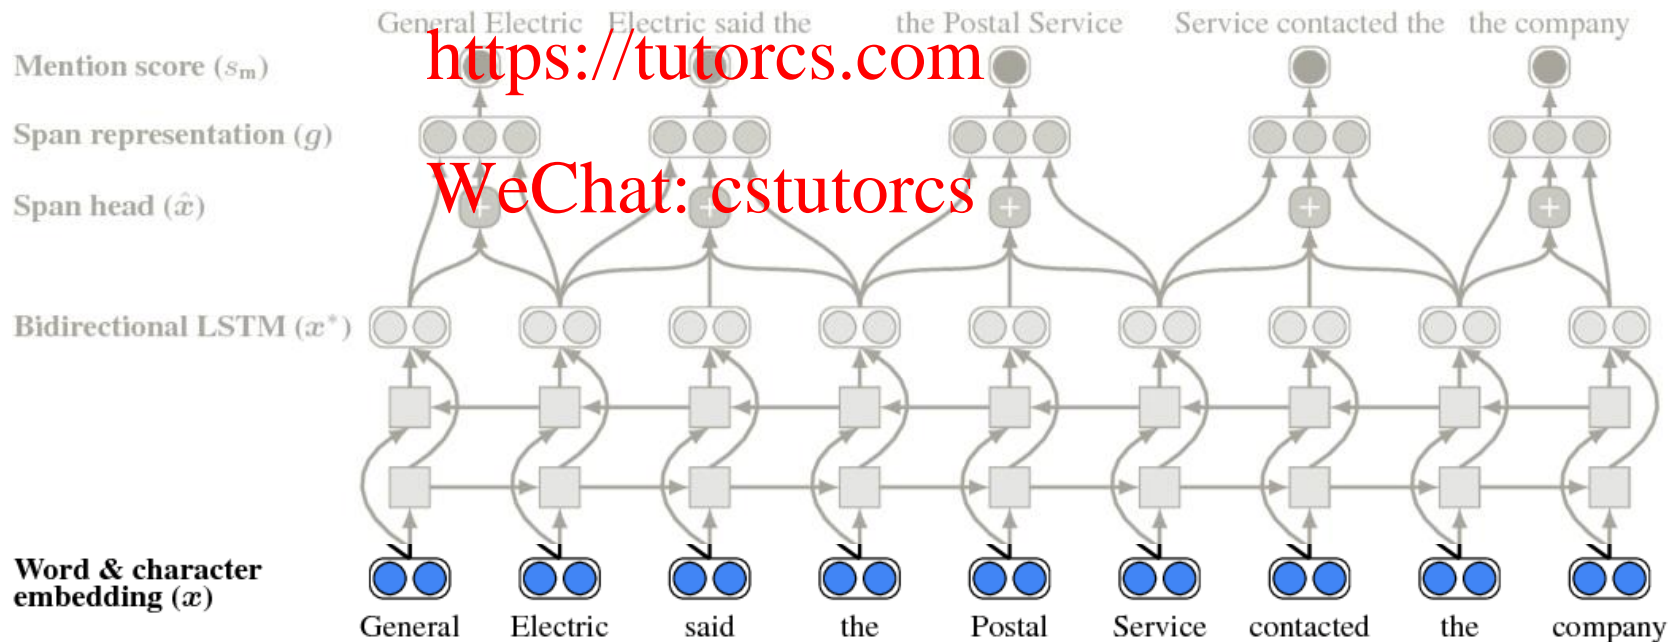 General Electric Electric said the the Postal Service Service contacted the the company
https://tutorcs.com
Mention score (sₘ)
Span representation (g)
WeChat: cstutorcs
Span head (x̂)
+ + + + +
Bidirectional LSTM (x*)
Word & character
embedding (x)
General Electric said the Postal Service contacted the company